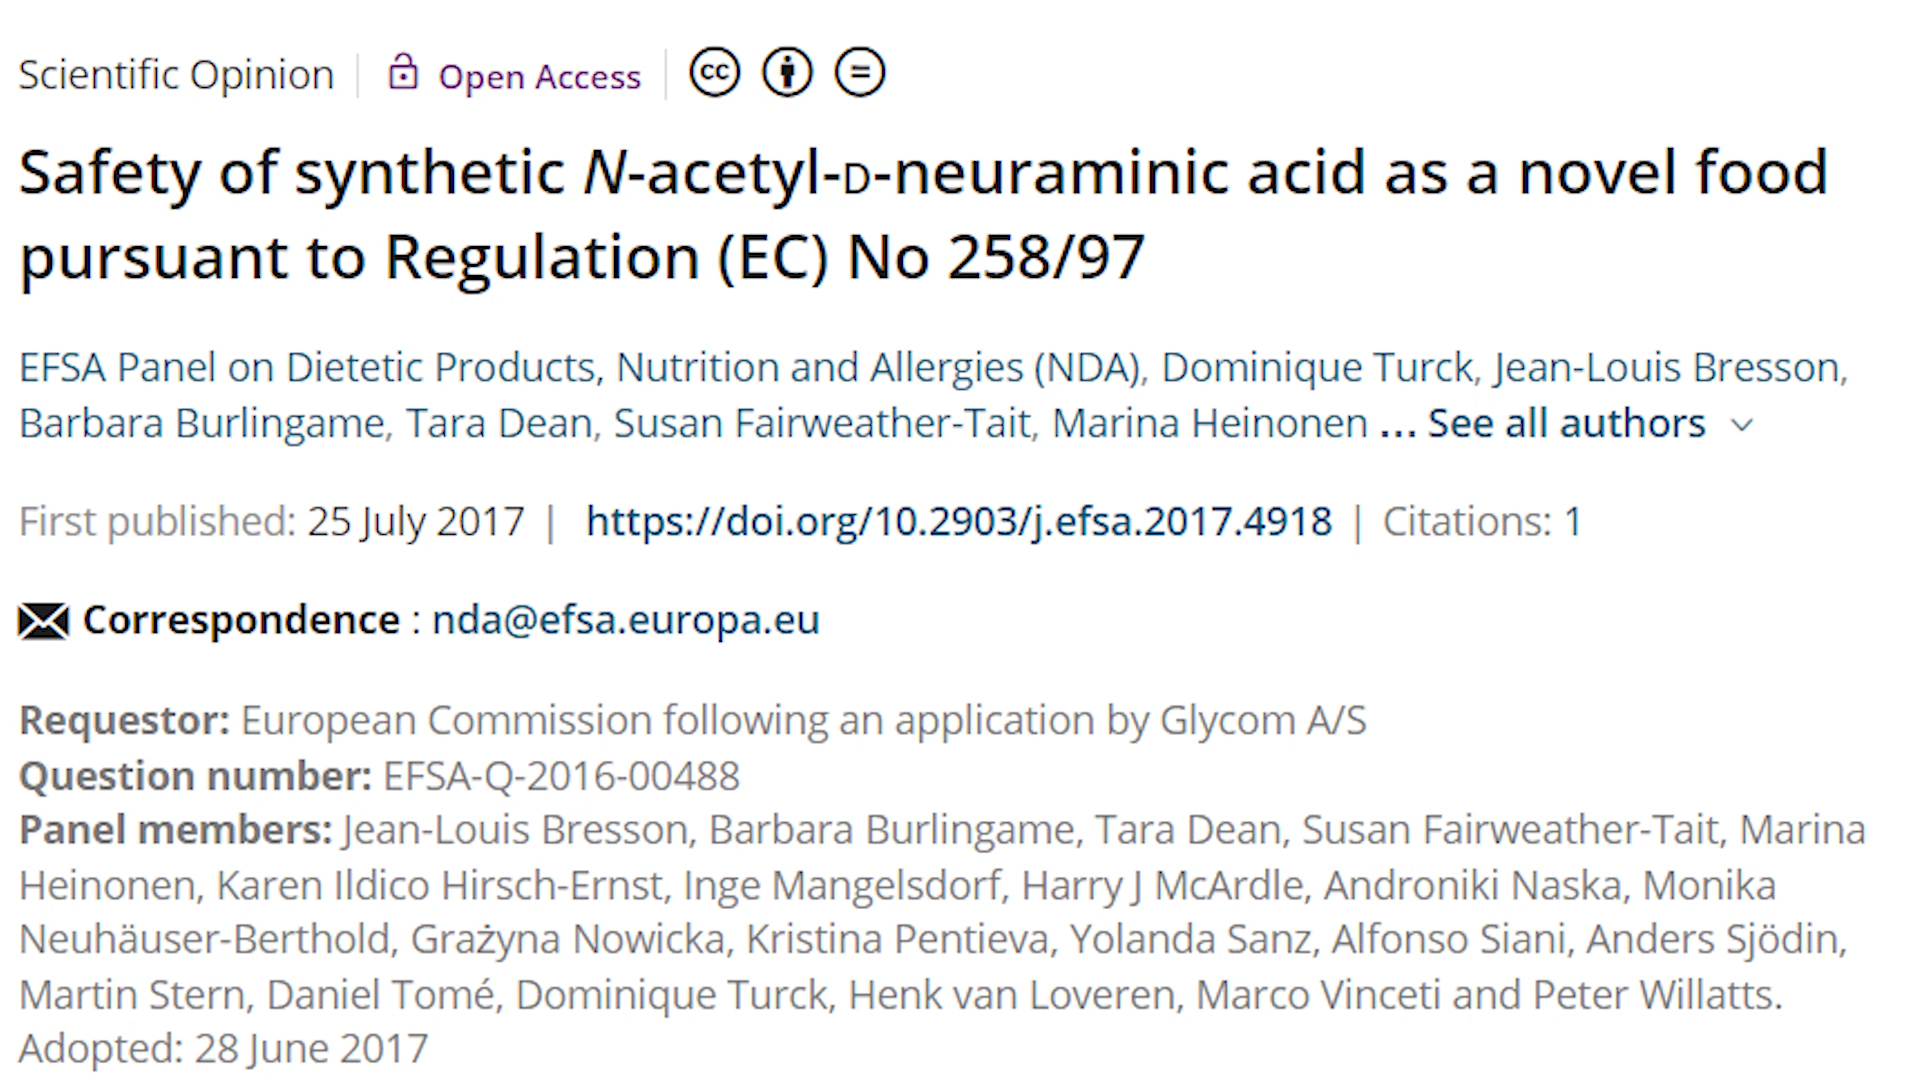 Scientific Opinion | Open Access | cc =
Safety of synthetic N-acetyl-D-neuraminic acid as a novel food
pursuant to Regulation (EC) No 258/97
EFSA Panel on Dietetic Products, Nutrition and Allergies (NDA), Dominique Turck, Jean-Louis Bresson,
Barbara Burlingame, Tara Dean, Susan Fairweather-Tait, Marina Heinonen ... See all authors
First published: 25 July 2017 | https://doi.org/10.2903/j.efsa.2017.4918 | Citations: 1
Correspondence : nda@efsa.europa.eu
Requestor: European Commission following an application by Glycom A/S
Question number: EFSA-Q-2016-00488
Panel members: Jean-Louis Bresson, Barbara Burlingame, Tara Dean, Susan Fairweather-Tait, Marina
Heinonen, Karen Ildico Hirsch-Ernst, Inge Mangelsdorf, Harry J McArdle, Androniki Naska, Monika
Neuhäuser-Berthold, Grażyna Nowicka, Kristina Pentieva, Yolanda Sanz, Alfonso Siani, Anders Sjödin,
Martin Stern, Daniel Tomé, Dominique Turck, Henk van Loveren, Marco Vinceti and Peter Willatts.
Adopted: 28 June 2017